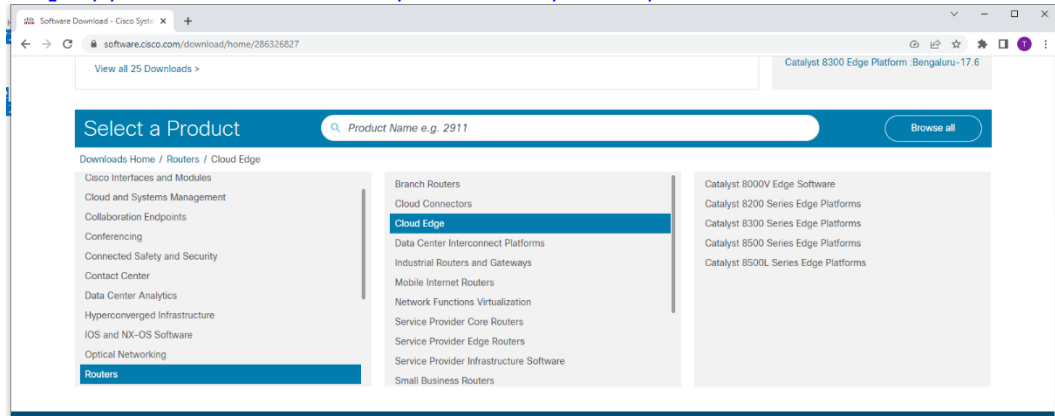 Software Download - Cisco Syste
software.cisco.com/download/home/286326827
T
View all 25 Downloads >
Catalyst 8300 Edge Platform :Bengaluru-17.6
Select a Product
Product Name e.g. 2911
Browse all
Downloads Home / Routers / Cloud Edge
Cisco Interfaces and Modules
Cloud and Systems Management
Collaboration Endpoints
Conferencing
Connected Safety and Security
Contact Center
Data Center Analytics
Hyperconverged Infrastructure
IOS and NX-OS Software
Optical Networking
Routers
Branch Routers
Cloud Connectors
Cloud Edge
Data Center Interconnect Platforms
Industrial Routers and Gateways
Mobile Internet Routers
Network Functions Virtualization
Service Provider Core Routers
Service Provider Edge Routers
Service Provider Infrastructure Software
Small Business Routers
Catalyst 8000V Edge Software
Catalyst 8200 Series Edge Platforms
Catalyst 8300 Series Edge Platforms
Catalyst 8500 Series Edge Platforms
Catalyst 8500L Series Edge Platforms